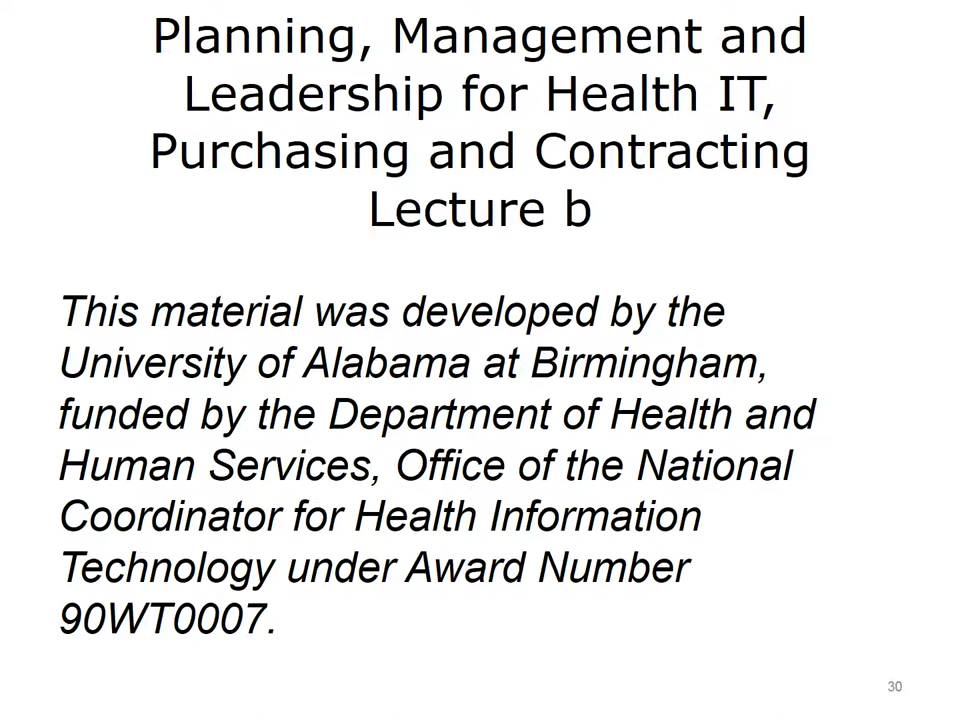 Planning, Management and
Leadership for Health IT,
Purchasing and Contracting
Lecture b
This material was developed by the
University of Alabama at Birmingham,
funded by the Department of Health and
Human Services, Office of the National
Coordinator for Health Information
Technology under Award Number
90WT0007.
30